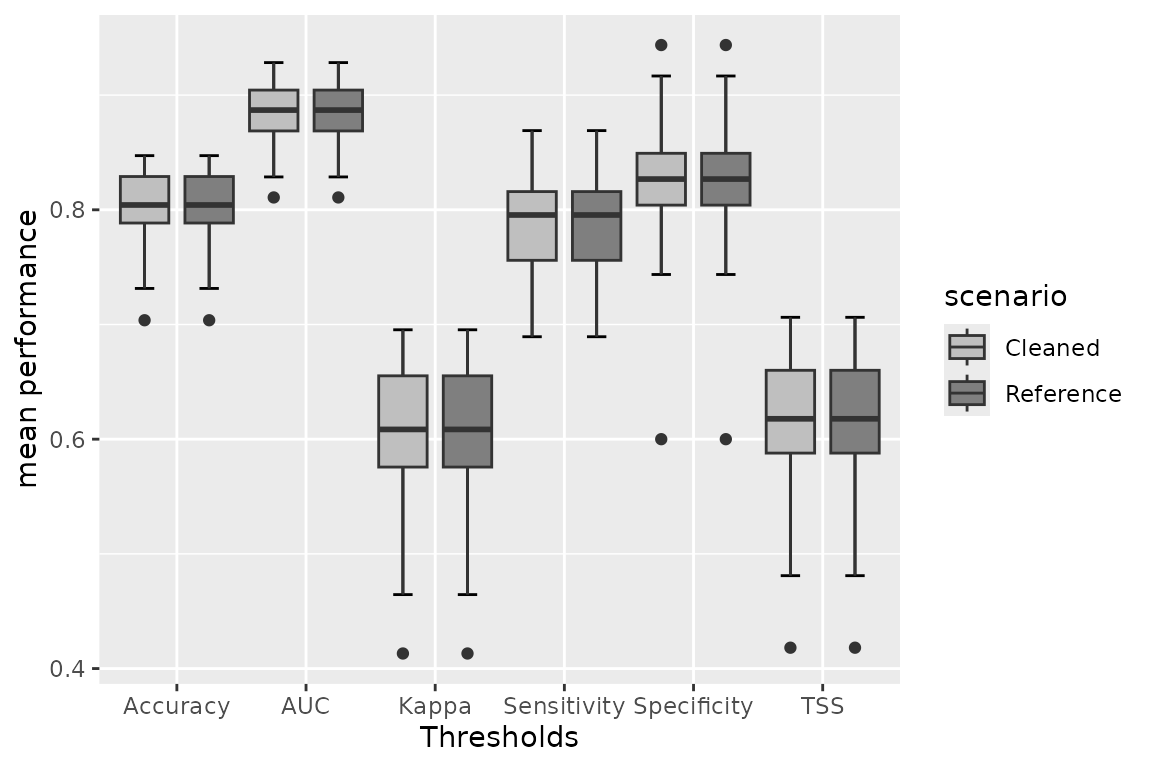 mean performance
0.8
0.6
0.4
Accuracy
AUC
Kappa
Sensitivity
Specificity
TSS
Thresholds
scenario
Cleaned
Reference